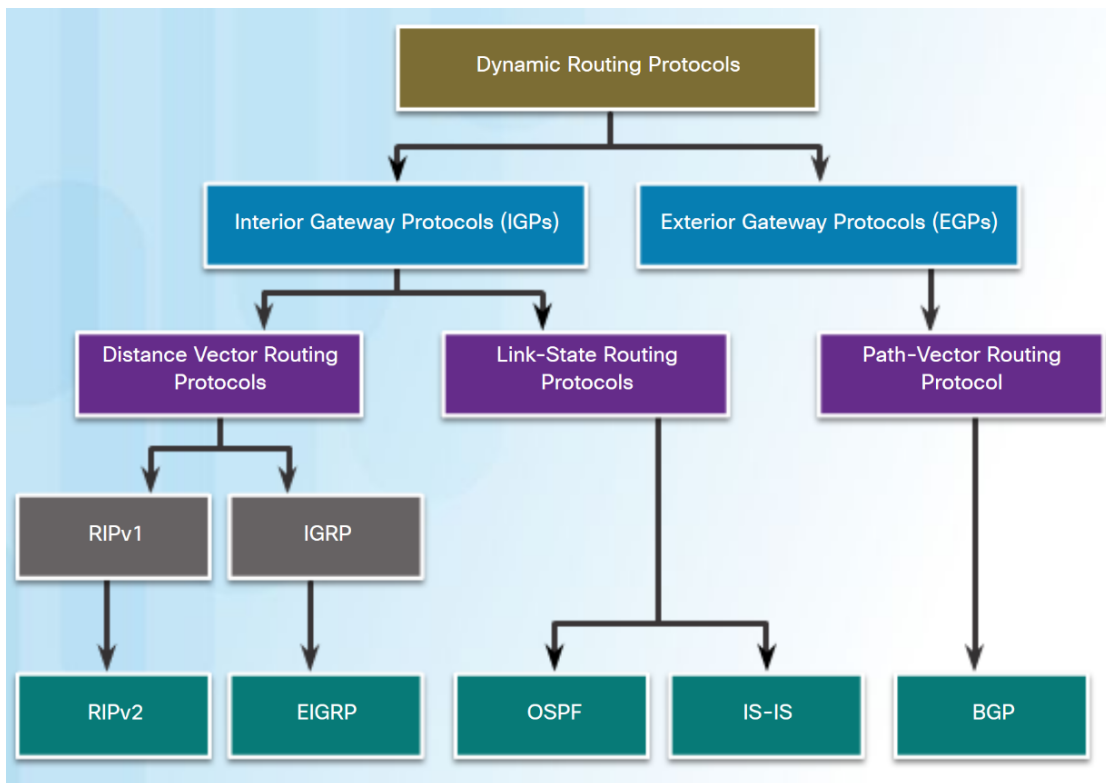 Dynamic Routing Protocols
Interior Gateway Protocols (IGPs)
Exterior Gateway Protocols (EGPs)
Distance Vector Routing
Protocols
Link-State Routing
Protocols
Path-Vector Routing
Protocol
RIPv1
IGRP
RIPv2
EIGRP
OSPF
IS-IS
BGP